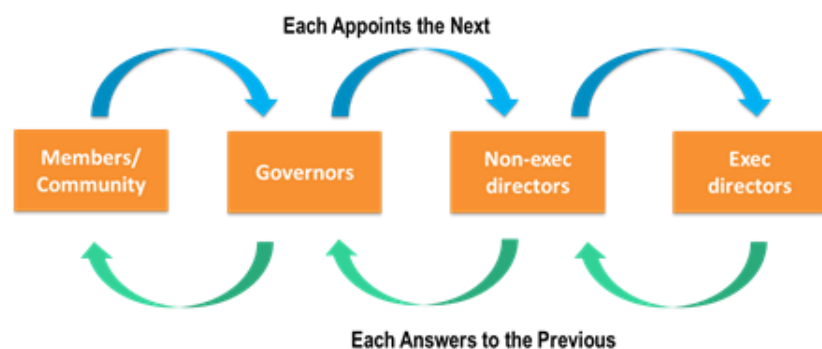 Each Appoints the Next
Members/
Community
Governors
Non-exec
directors
Exec
directors
Each Answers to the Previous